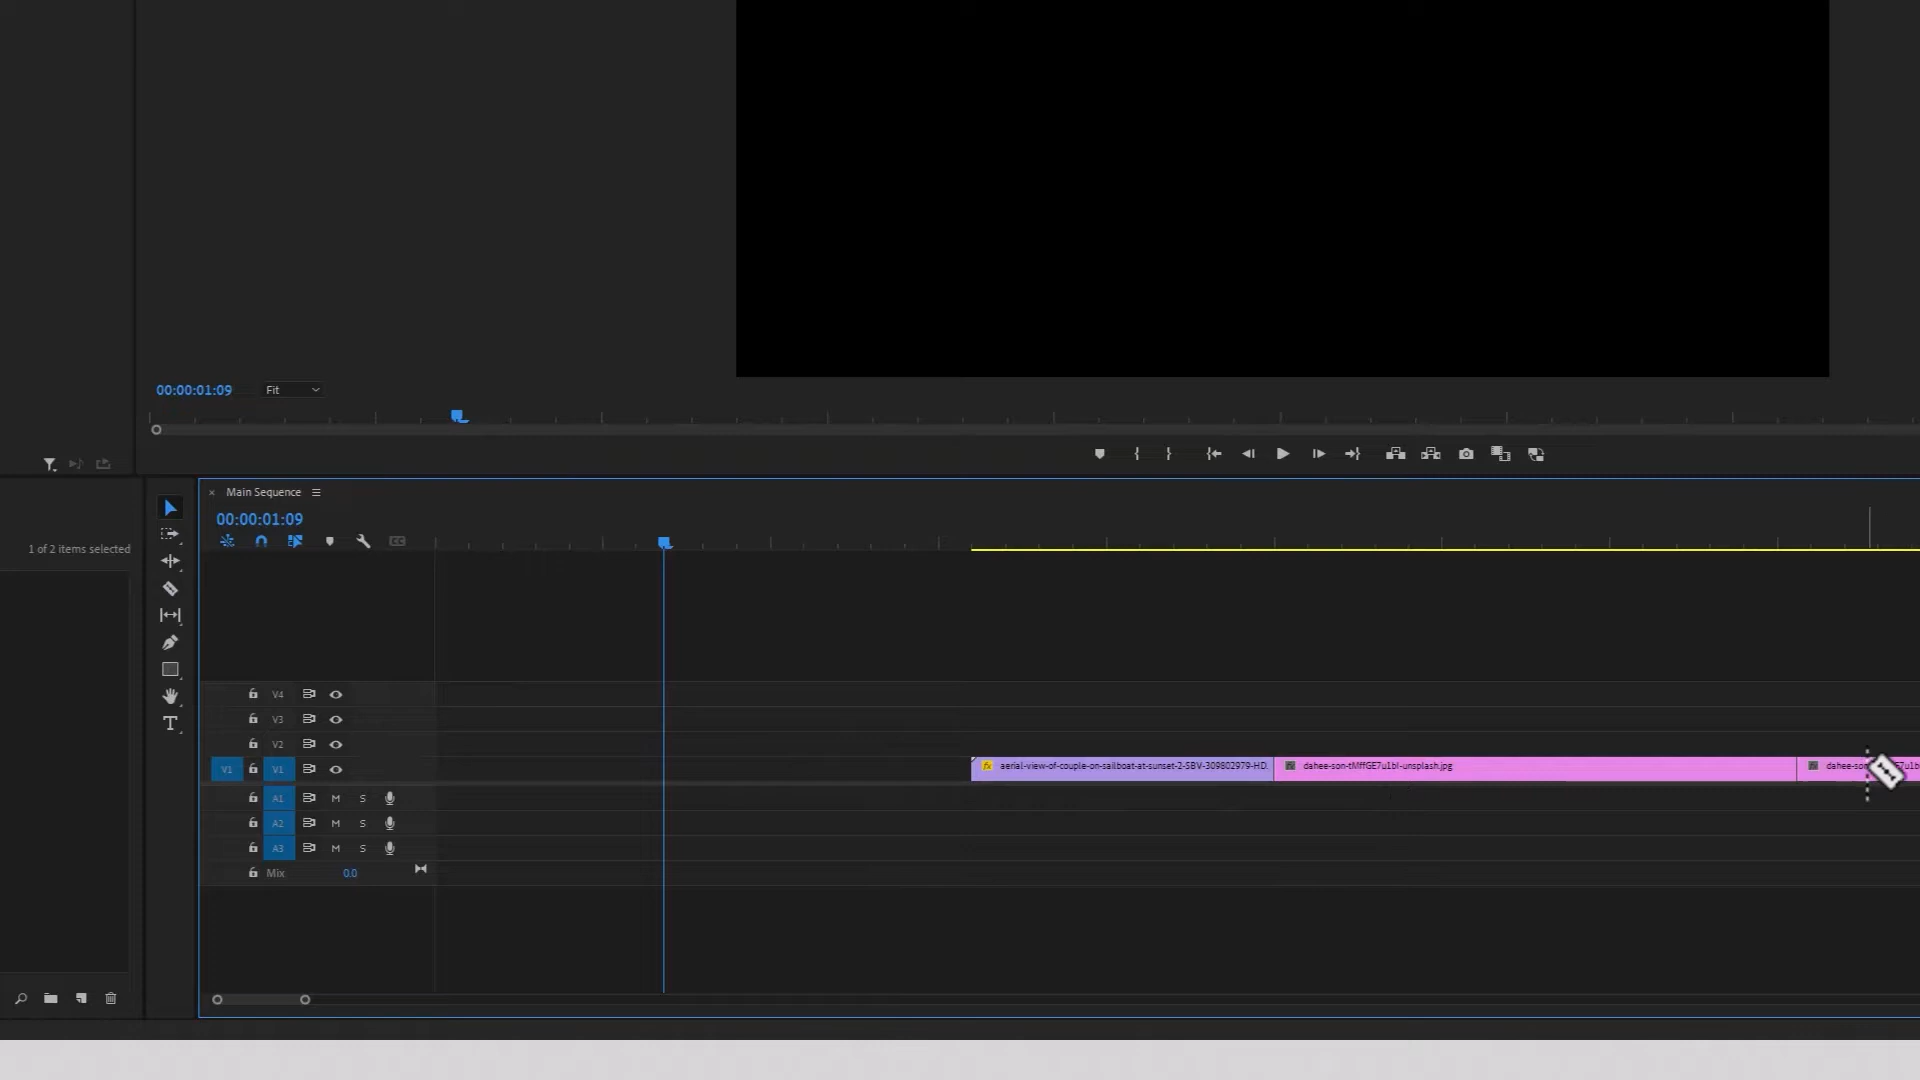 00:00:01:09 Fit
Main Sequence
00:00:01:09
1 of 2 items selected
V4
V3
V2
V1 V1 aerial-view-of-couple-on-sailboat-at-sunset-2-SBV-309802979-HD. dahee-son-tMffGE7u1bI-unsplash.jpg
A1 M S
A2 M S
A3 M S
Mix 0.0